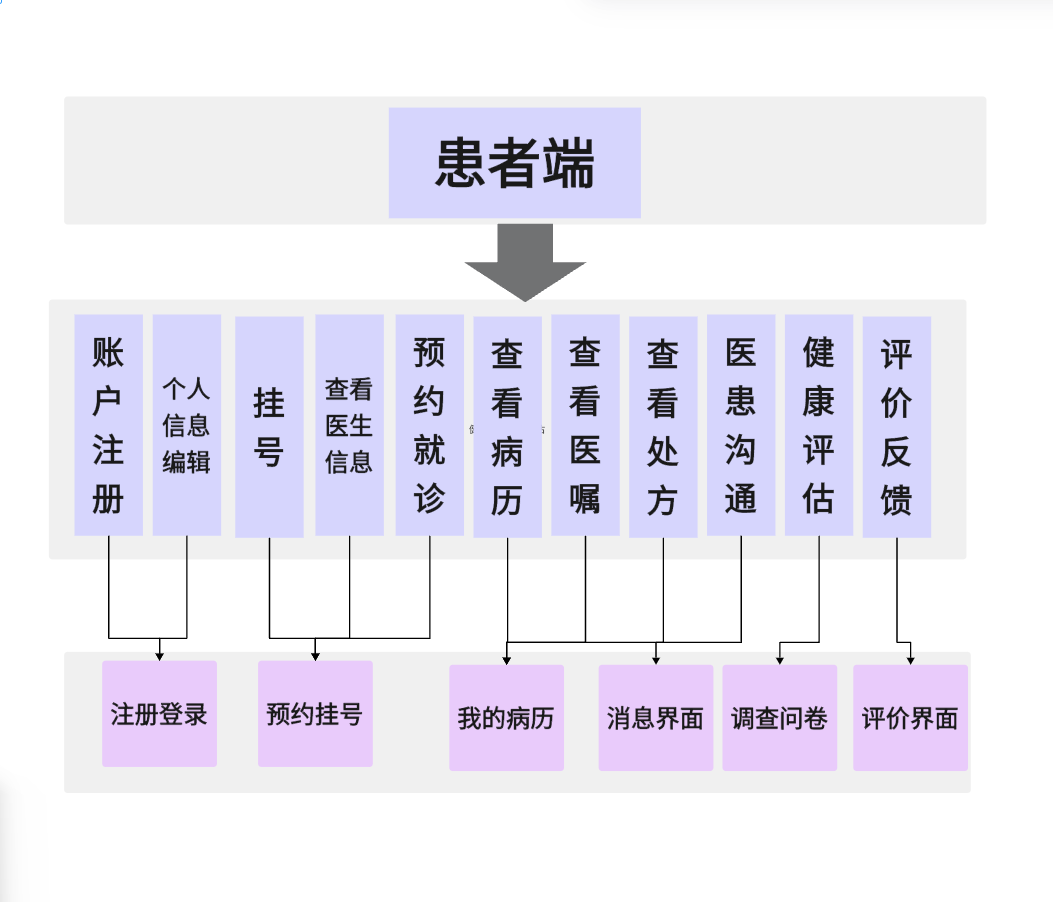 患者端
账
户
注
册
个人
信息
编辑
挂
号
查看
医生
信息
预
约
就
诊
查
看
病
历
查
看
医
嘱
查
看
处
方
医
患
沟
通
健
康
评
估
评
价
反
馈
注册登录
预约挂号
我的病历
消息界面
调查问卷
评价界面